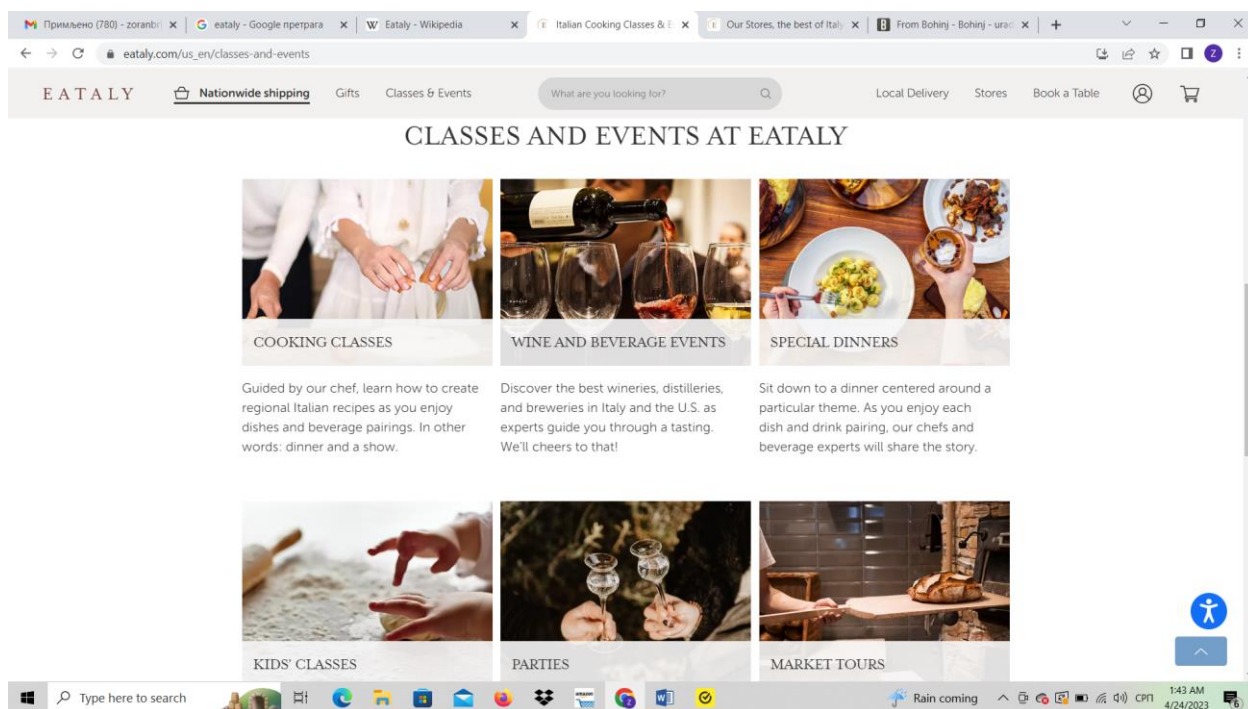 Примљено (780) - zoranbri
eataly - Google претрага
Eataly - Wikipedia
Italian Cooking Classes & E
Our Stores, the best of Italy
From Bohinj - Bohinj - urad
eataly.com/us_en/classes-and-events
EATALY
Nationwide shipping
Gifts
Classes & Events
What are you looking for?
Local Delivery
Stores
Book a Table
CLASSES AND EVENTS AT EATALY
COOKING CLASSES
Guided by our chef, learn how to create
regional Italian recipes as you enjoy
dishes and beverage pairings. In other
words: dinner and a show.
WINE AND BEVERAGE EVENTS
Discover the best wineries, distilleries,
and breweries in Italy and the U.S. as
experts guide you through a tasting.
We'll cheers to that!
SPECIAL DINNERS
Sit down to a dinner centered around a
particular theme. As you enjoy each
dish and drink pairing, our chefs and
beverage experts will share the story.
KIDS' CLASSES
PARTIES
MARKET TOURS
Type here to search
Rain coming
СРП
1:43 AM
4/24/2023